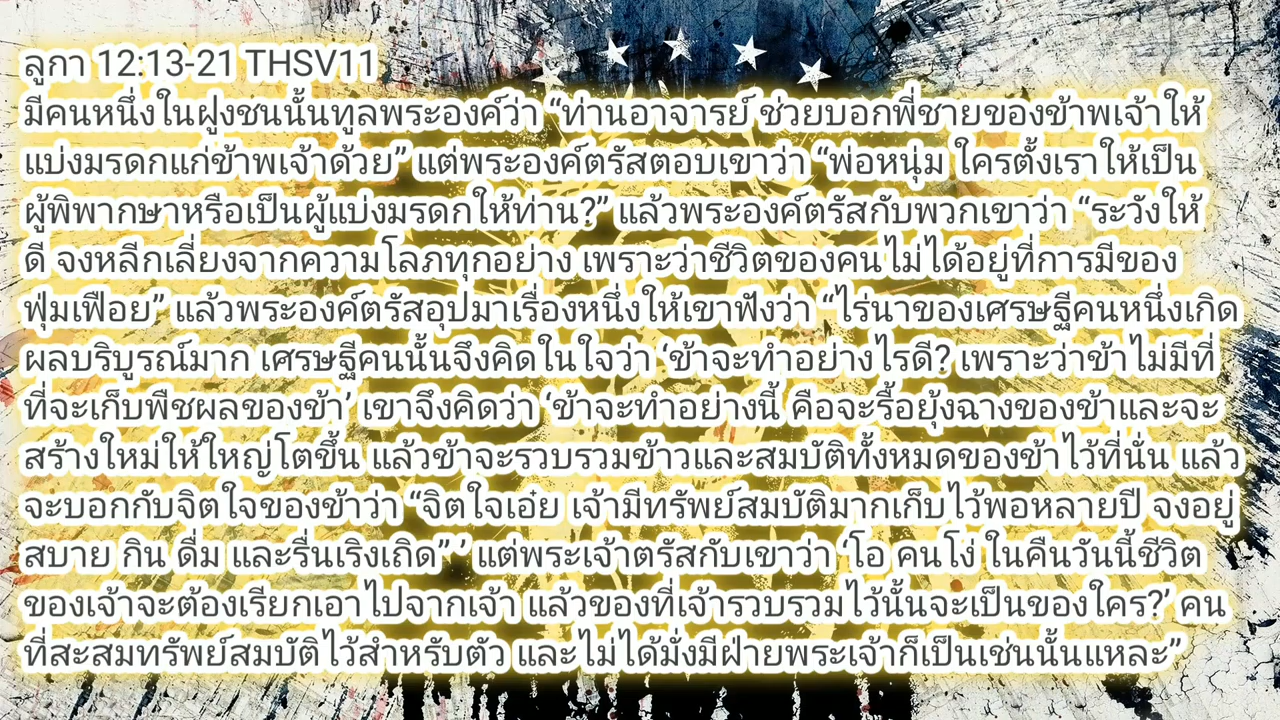 ลูกา 12:13-21 THSV11
มีคนหนึ่งในฝูงชนนั้นทูลพระองค์ว่า “ท่านอาจารย์ ช่วยบอกพี่ชายของข้าพเจ้าให้
แบ่งมรดกแก่ข้าพเจ้าด้วย” แต่พระองค์ตรัสตอบเขาว่า “พ่อหนุ่ม ใครตั้งเราให้เป็น
ผู้พิพากษาหรือเป็นผู้แบ่งมรดกให้ท่าน?” แล้วพระองค์ตรัสกับพวกเขาว่า “ระวังให้
ดี จงหลีกเลี่ยงจากความโลภทุกอย่าง เพราะว่าชีวิตของคนไม่ได้อยู่ที่การมีของ
ฟุ่มเฟือย” แล้วพระองค์ตรัสอุปมาเรื่องหนึ่งให้เขาฟังว่า “ไร่นาของเศรษฐีคนหนึ่งเกิด
ผลบริบูรณ์มาก เศรษฐีคนนั้นจึงคิดในใจว่า ‘ข้าจะทำอย่างไรดี? เพราะว่าข้าไม่มีที่
ที่จะเก็บพืชผลของข้า’ เขาจึงคิดว่า ‘ข้าจะทำอย่างนี้ คือจะรื้อยุ้งฉางของข้าและจะ
สร้างใหม่ให้ใหญ่โตขึ้น แล้วข้าจะรวบรวมข้าวและสมบัติทั้งหมดของข้าไว้ที่นั่น แล้ว
จะบอกกับจิตใจของข้าว่า “จิตใจเอ๋ย เจ้ามีทรัพย์สมบัติมากเก็บไว้พอหลายปี จงอยู่
สบาย กิน ดื่ม และรื่นเริงเถิด” ’ แต่พระเจ้าตรัสกับเขาว่า ‘โอ คนโง่ ในคืนวันนี้ชีวิต
ของเจ้าจะต้องเรียกเอาไปจากเจ้า แล้วของที่เจ้ารวบรวมไว้นั้นจะเป็นของใคร?’ คน
ที่สะสมทรัพย์สมบัติไว้สำหรับตัว และไม่ได้มั่งมีฝ่ายพระเจ้าก็เป็นเช่นนั้นแหละ”